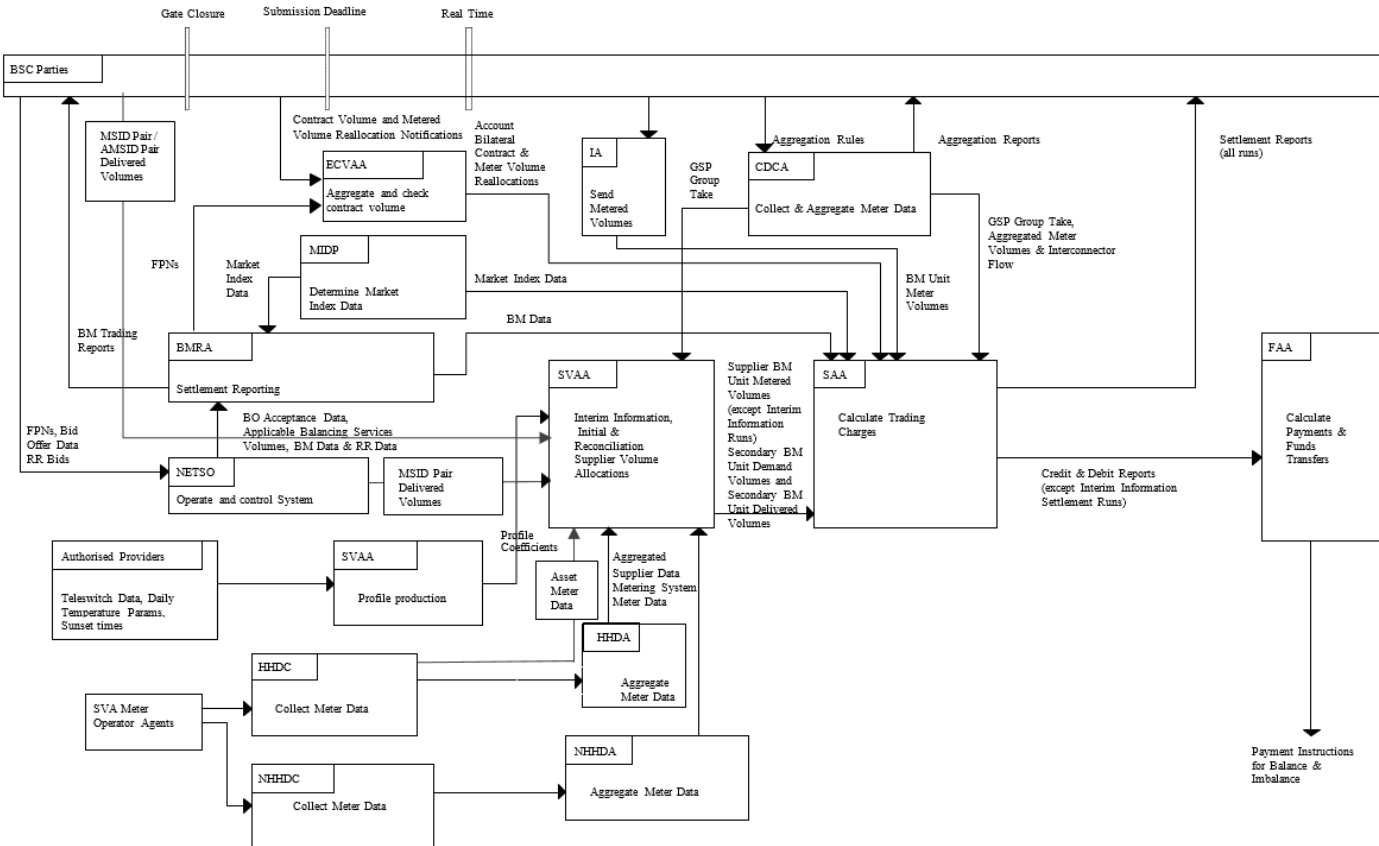 Gate Closure
Submission Deadline
Real Time
BSC Parties
MSID Pair /
AMSID Pair
Delivered
Volumes
Contract Volume and Metered
Volume Reallocation Notifications
ECVAA
Aggregate and check
contract volume
Account
Bilateral
Contract &
Meter Volume
Reallocations
IA
Send
Metered
Volumes
GSP
Group
Take
Aggregation Rules
CDCA
Collect & Aggregate Meter Data
Aggregation Reports
Settlement Reports
(all runs)
GSP Group Take,
Aggregated Meter
Volumes & Interconnector
Flow
FPNs
Market
Index
Data
MIDP
Determine Market
Index Data
Market Index Data
BM Unit
Meter
Volumes
BM Trading
Reports
BMRA
Settlement Reporting
BM Data
SVAA
Interim Information,
Initial &
Reconciliation
Supplier Volume
Allocations
Supplier BM
Unit Metered
Volumes
(except Interim
Information
Runs)
Secondary BM
Unit Demand
Volumes and
Secondary BM
Unit Delivered
Volumes
SAA
Calculate Trading
Charges
FAA
Calculate
Payments &
Funds
Transfers
FPNs, Bid
Offer Data
RR Bids
BO Acceptance Data,
Applicable Balancing Services
Volumes, BM Data & RR Data
NETSO
Operate and control System
MSID Pair
Delivered
Volumes
Credit & Debit Reports
(except Interim Information
Settlement Runs)
Authorised Providers
Teleswitch Data, Daily
Temperature Params,
Sunset times
SVAA
Profile production
Profile
Coefficients
Asset
Meter
Data
Aggregated
Supplier Data
Metering System
Meter Data
HHDC
Collect Meter Data
HHDA
Aggregate
Meter Data
SVA Meter
Operator Agents
NHHDC
Collect Meter Data
NHHDA
Aggregate Meter Data
Payment Instructions
for Balance &
Imbalance